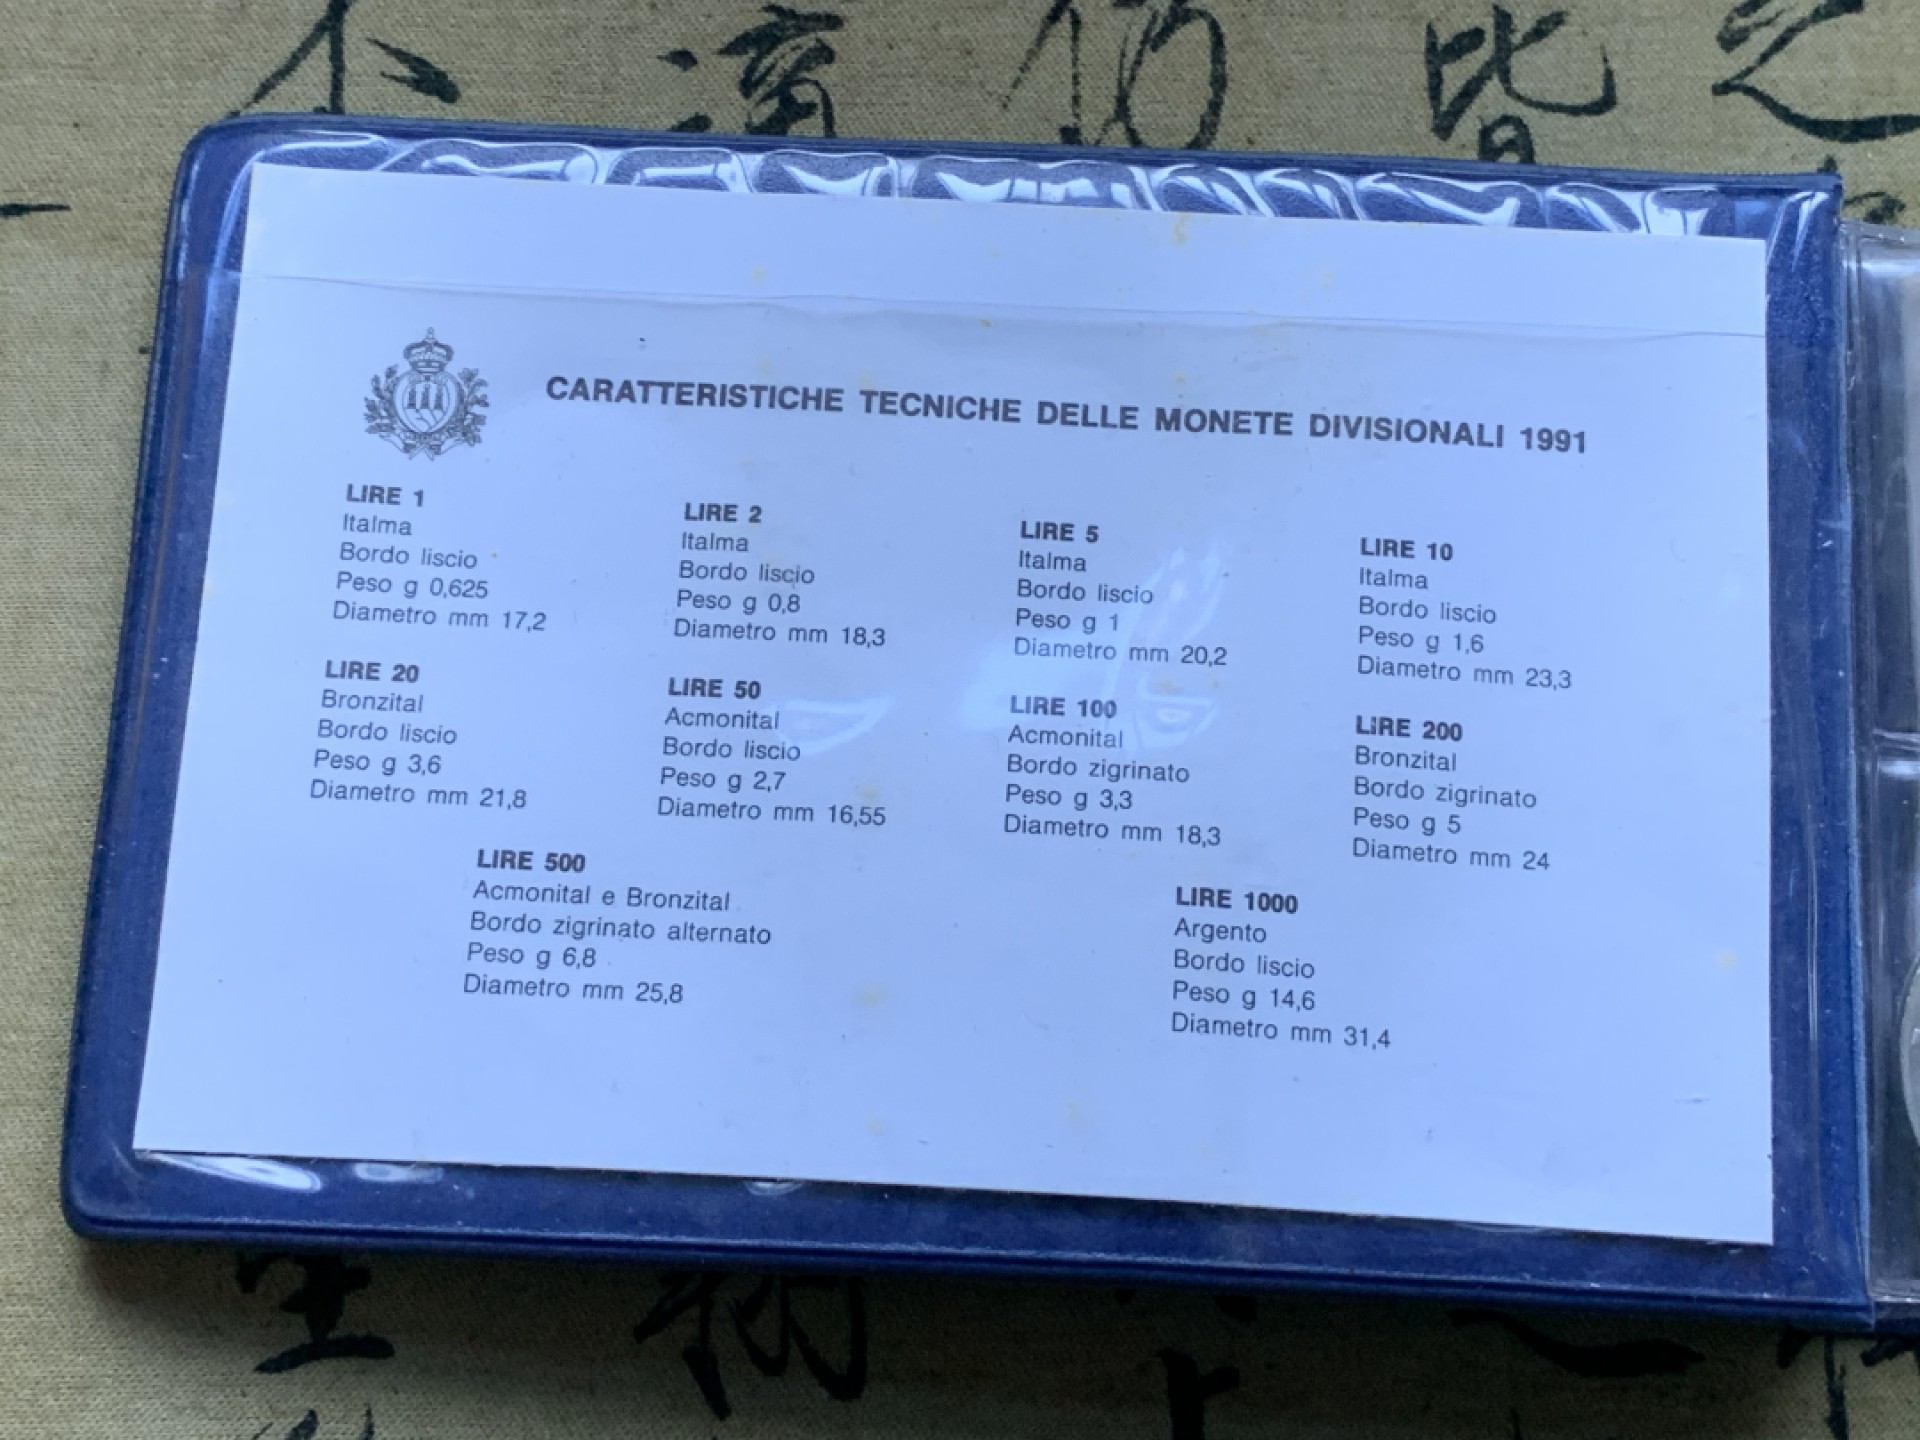 CARATTERISTICHE TECNICHE DELLE MONETE DIVISIONALI 1991
LIRE 1
Italma
Bordo liscio
Peso g 0,625
Diametro mm 17,2
LIRE 2
Italma
Bordo liscio
Peso g 0,8
Diametro mm 18,3
LIRE 5
Italma
Bordo liscio
Peso g 1
Diametro mm 20,2
LIRE 10
Italma
Bordo liscio
Peso g 1,6
Diametro mm 23,3
LIRE 20
Bronzital
Bordo liscio
Peso g 3,6
Diametro mm 21,8
LIRE 50
Acmonital
Bordo liscio
Peso g 2,7
Diametro mm 16,55
LIRE 100
Acmonital
Bordo zigrinato
Peso g 3,3
Diametro mm 18,3
LIRE 200
Bronzital
Bordo zigrinato
Peso g 5
Diametro mm 24
LIRE 500
Acmonital e Bronzital
Bordo zigrinato alternato
Peso g 6,8
Diametro mm 25,8
LIRE 1000
Argento
Bordo liscio
Peso g 14,6
Diametro mm 31,4